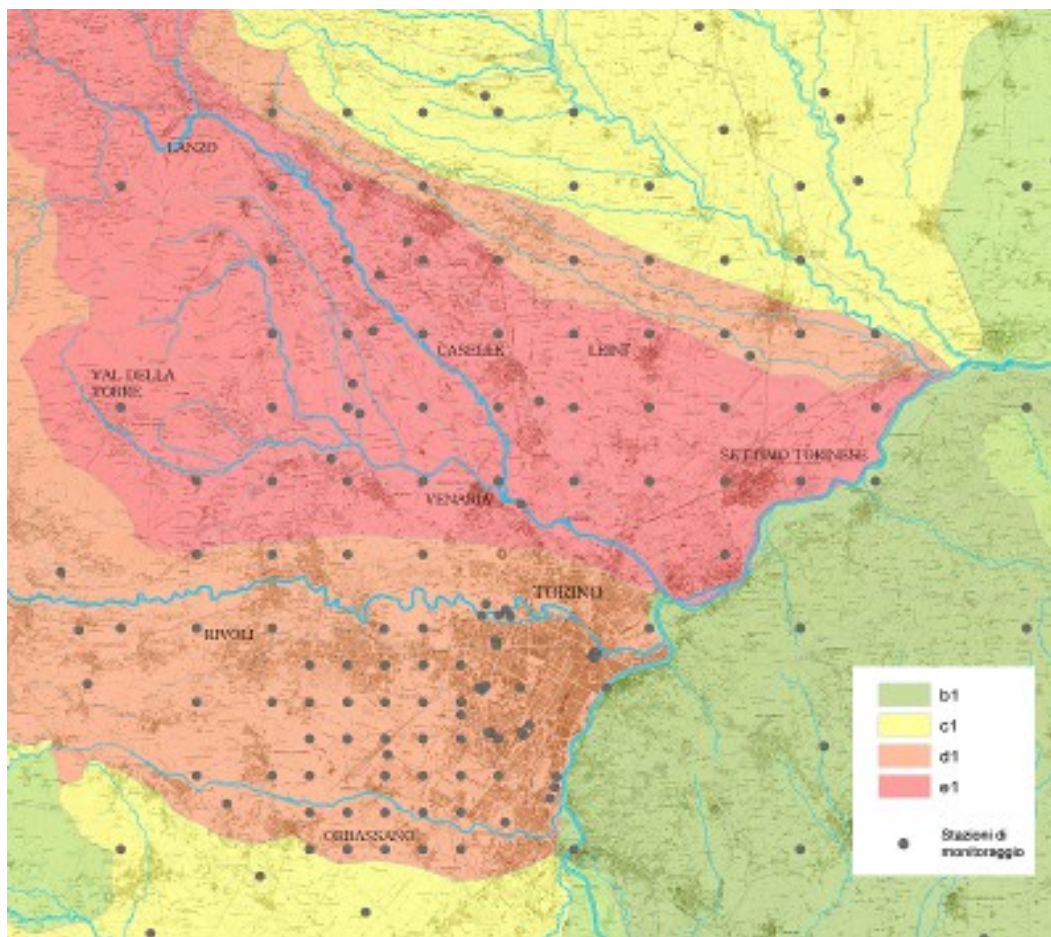 LANZO
CASELLE
LEINI'
VAL DELLA
TORRE
SETTIMO TORINESE
VENARIA
TORINO
RIVOLI
ORBASSANO
b1
c1
d1
e1
Stazioni di
monitoraggio